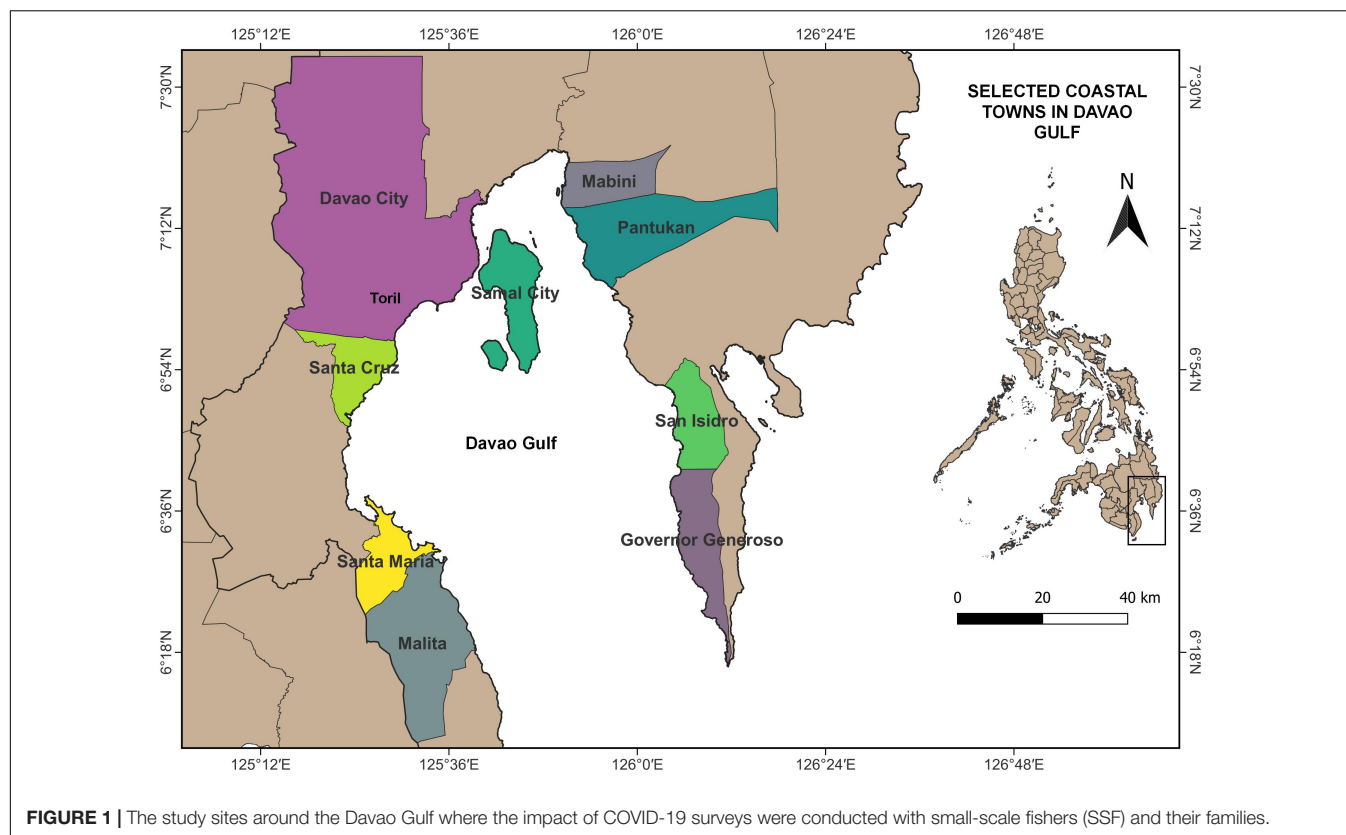 125°12'E 125°36'E 126°0'E 126°24'E 126°48'E
7°30'N
7°30'N
SELECTED COASTAL
TOWNS IN DAVAO
GULF
N
Mabini
Davao City
Pantukan
7°12'N
7°12'N
Samal City
Toril
Santa Cruz
6°54'N
6°54'N
San Isidro
Davao Gulf
6°36'N
6°36'N
Governor Generoso
Santa Maria
0 20 40 km
Malita
6°18'N
6°18'N
125°12'E 125°36'E 126°0'E 126°24'E 126°48'E
FIGURE 1 | The study sites around the Davao Gulf where the impact of COVID-19 surveys were conducted with small-scale fishers (SSF) and their families.